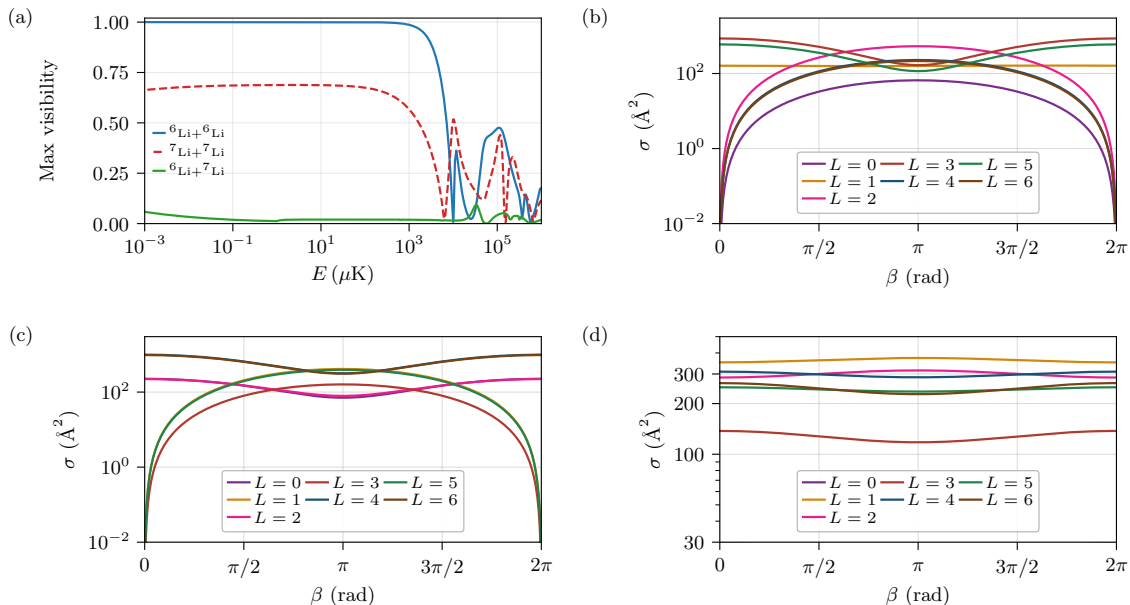 (a)
1.00
0.75
0.50
0.25
0.00
Max visibility
⁶Li+⁶Li
⁷Li+⁷Li
⁶Li+⁷Li
10⁻³ 10⁻¹ 10¹ 10³ 10⁵
E (μK)
(b)
10²
10⁰
10⁻²
σ (Å²)
L = 0 L = 3 L = 5
L = 1 L = 4 L = 6
L = 2
0 π/2 π 3π/2 2π
β (rad)
(c)
10²
10⁰
10⁻²
σ (Å²)
L = 0 L = 3 L = 5
L = 1 L = 4 L = 6
L = 2
0 π/2 π 3π/2 2π
β (rad)
(d)
300
200
100
30
σ (Å²)
L = 0 L = 3 L = 5
L = 1 L = 4 L = 6
L = 2
0 π/2 π 3π/2 2π
β (rad)